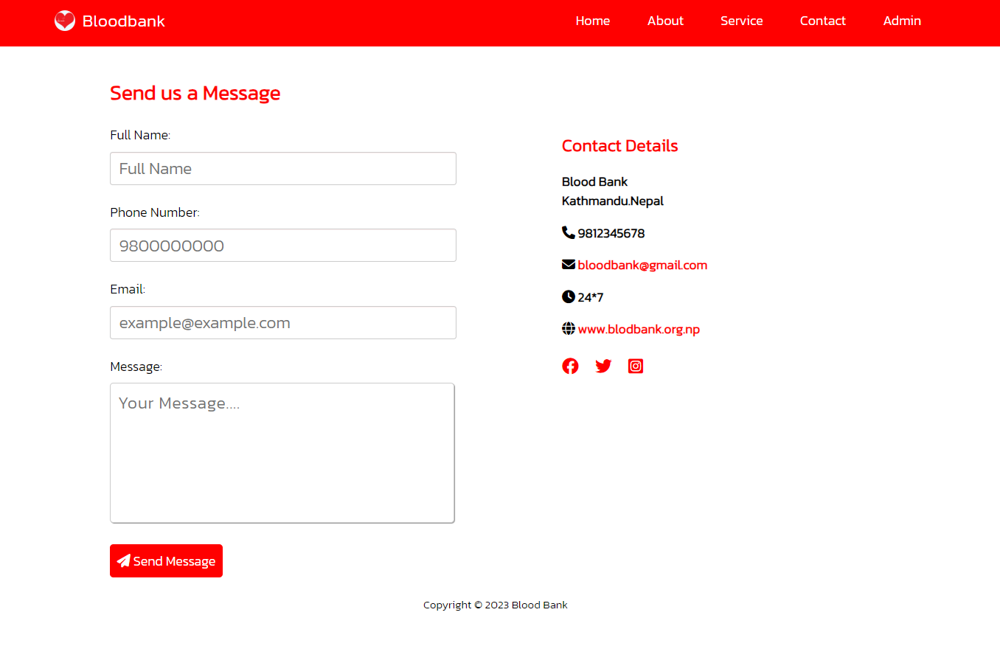 Bloodbank
Home About Service Contact Admin
Send us a Message
Full Name:
Full Name
Phone Number:
9800000000
Email:
example@example.com
Message:
Your Message....
Send Message
Contact Details
Blood Bank
Kathmandu.Nepal
9812345678
bloodbank@gmail.com
24*7
www.blodbank.org.np
Copyright © 2023 Blood Bank